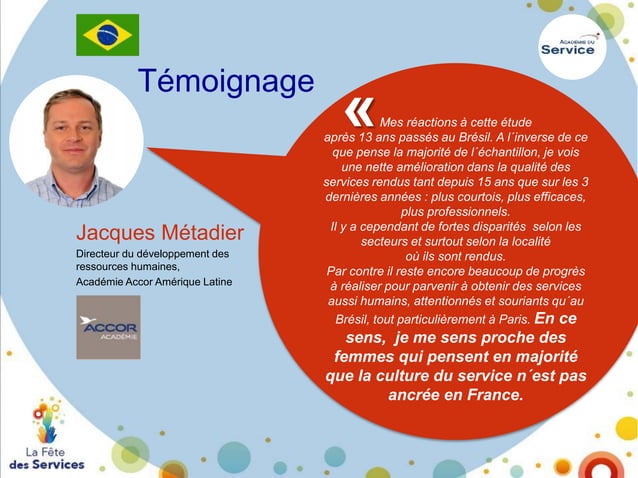 ACADÉMIE DU
Service
Témoignage
« Mes réactions à cette étude
après 13 ans passés au Brésil. A l´inverse de ce
que pense la majorité de l´échantillon, je vois
une nette amélioration dans la qualité des
services rendus tant depuis 15 ans que sur les 3
dernières années : plus courtois, plus efficaces,
plus professionnels.
Il y a cependant de fortes disparités selon les
secteurs et surtout selon la localité
où ils sont rendus.
Par contre il reste encore beaucoup de progrès
à réaliser pour parvenir à obtenir des services
aussi humains, attentionnés et souriants qu´au
Brésil, tout particulièrement à Paris. En ce
sens, je me sens proche des
femmes qui pensent en majorité
que la culture du service n´est pas
ancrée en France.
Jacques Métadier
Directeur du développement des
ressources humaines,
Académie Accor Amérique Latine
ACCOR
ACADÉMIE
La Fête
des Services